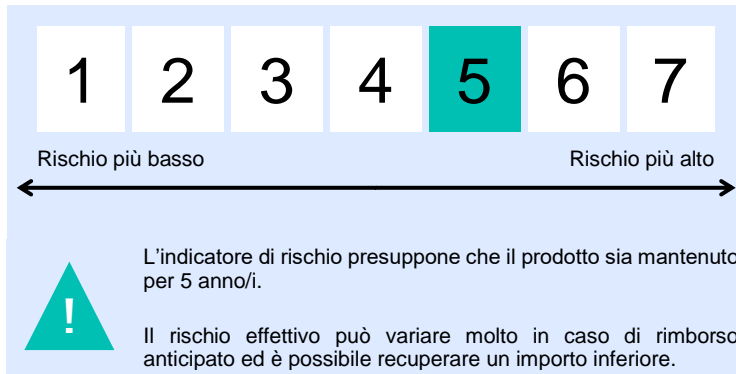 1 2 3 4 5 6 7
Rischio più basso Rischio più alto
!
L'indicatore di rischio presuppone che il prodotto sia mantenuto
per 5 anno/i.
Il rischio effettivo può variare molto in caso di rimborso
anticipato ed è possibile recuperare un importo inferiore.